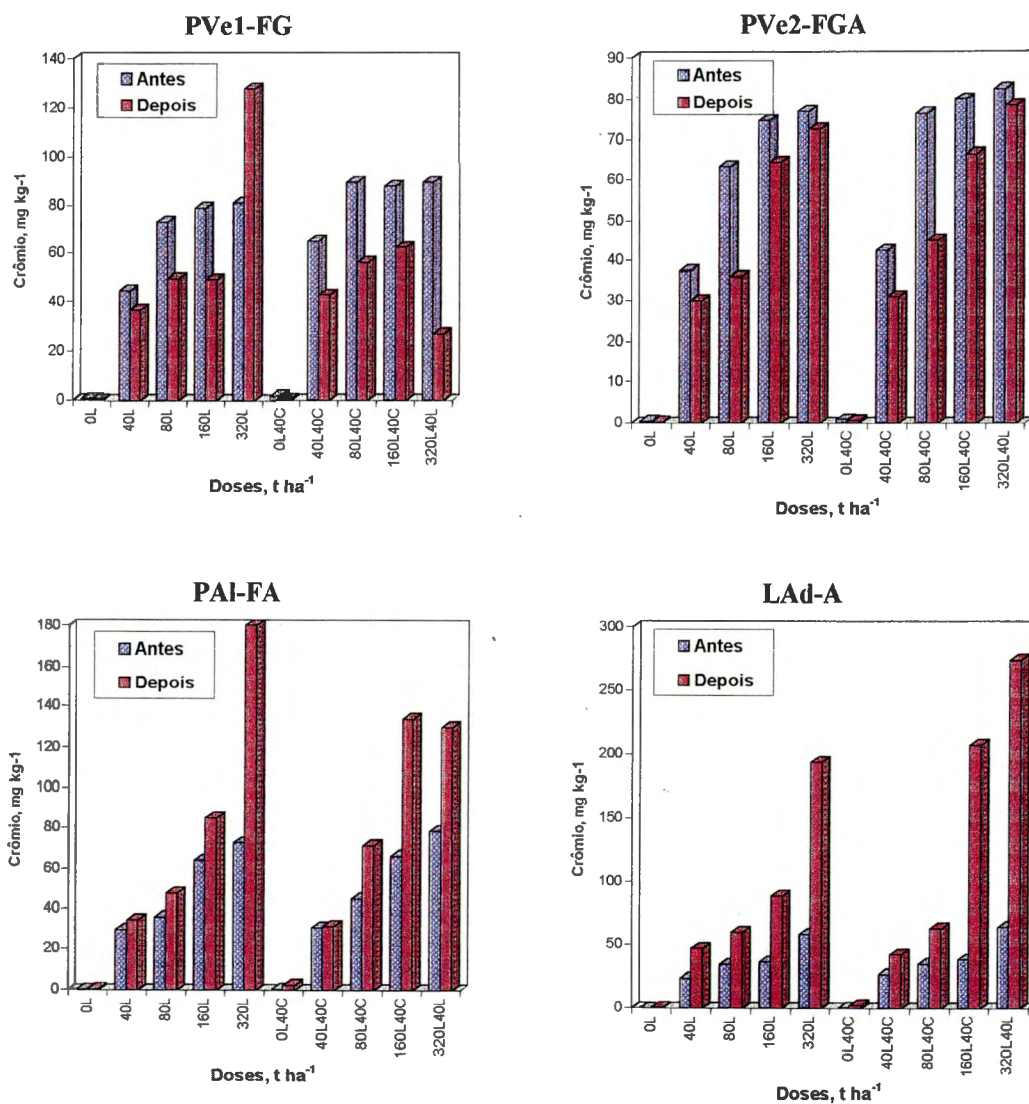 PVe1-FG
140
120
100
80
60
40
20
0
Crômio, mg kg-1
Antes
Depois
0L
40L
80L
160L
320L
0L40C
40L40C
80L40C
160L40C
320L40L
Doses, t ha-1
PVe2-FGA
90
80
70
60
50
40
30
20
10
0
Crômio, mg kg-1
Antes
Depois
0L
40L
80L
160L
320L
0L40C
40L40C
80L40C
160L40C
320L40L
Doses, t ha-1
PAl-FA
180
160
140
120
100
80
60
40
20
0
Crômio, mg kg-1
Antes
Depois
0L
40L
80L
160L
320L
0L40C
40L40C
80L40C
160L40C
320L40L
Doses, t ha-1
LAd-A
300
250
200
150
100
50
0
Crômio, mg kg-1
Antes
Depois
0L
40L
80L
160L
320L
0L40C
40L40C
80L40C
160L40C
320L40L
Doses, t ha-1